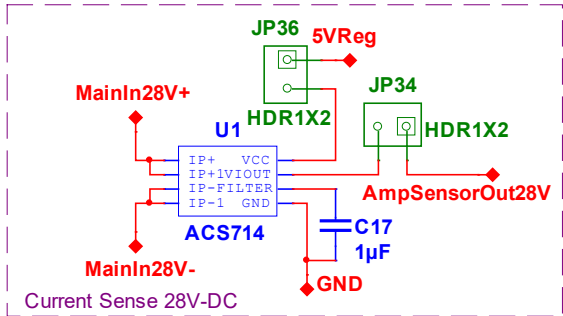 JP36
5VReg
MainIn28V+
HDR1X2
JP34
HDR1X2
U1
IP+ VCC
IP+1VIOUT
IP-FILTER
IP-1 GND
ACS714
AmpSensorOut28V
C17
1µF
MainIn28V-
GND
Current Sense 28V-DC